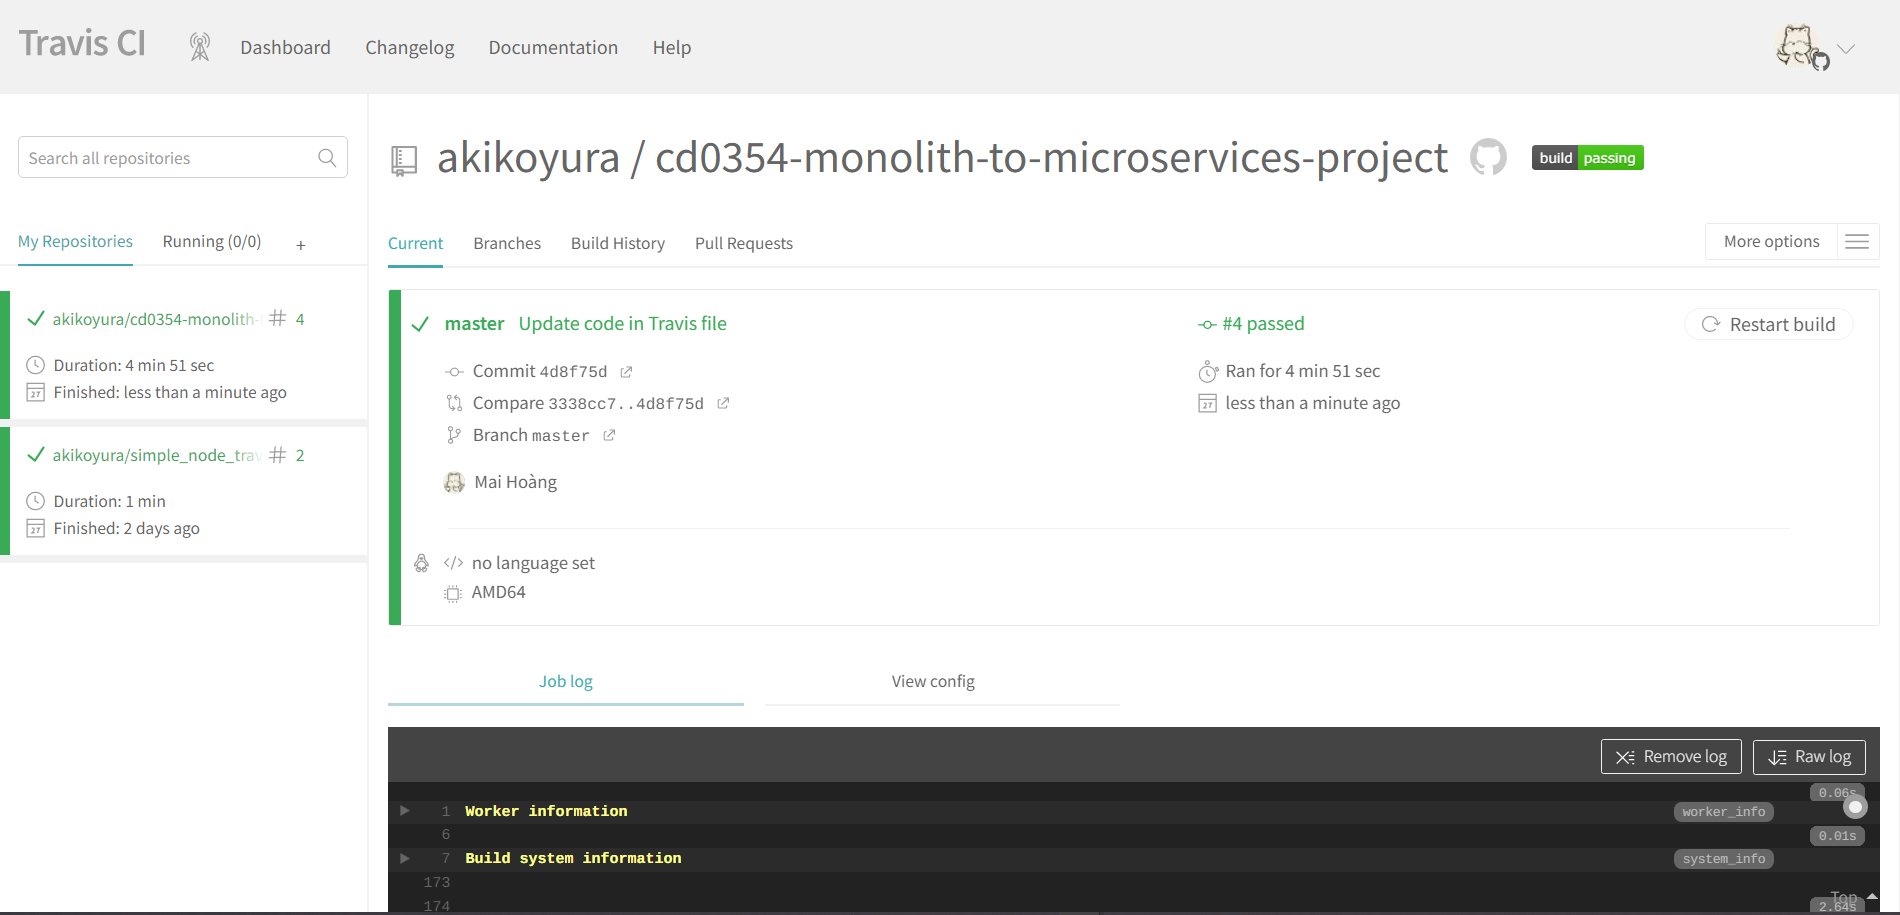 Travis CI
Dashboard
Changelog
Documentation
Help
Search all repositories
My Repositories
Running (0/0)
+
akikoyura/cd0354-monolith- # 4
Duration: 4 min 51 sec
27 Finished: less than a minute ago
akikoyura/simple_node_trav # 2
Duration: 1 min
27 Finished: 2 days ago
akikoyura / cd0354-monolith-to-microservices-project
build passing
Current
Branches
Build History
Pull Requests
More options
master Update code in Travis file
Commit 4d8f75d
Compare 3338cc7..4d8f75d
Branch master
Mai Hoàng
#4 passed
Ran for 4 min 51 sec
27 less than a minute ago
Restart build
</> no language set
AMD64
Job log
View config
Remove log
Raw log
0.06s
1 Worker information worker_info
6
0.01s
7 Build system information system_info
173
174
Top
2.64s